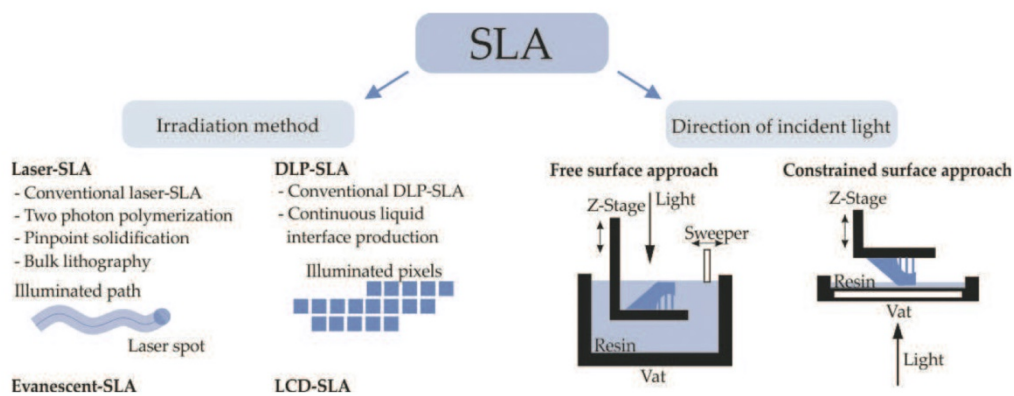 SLA
Irradiation method
Direction of incident light
Laser-SLA
- Conventional laser-SLA
- Two photon polymerization
- Pinpoint solidification
- Bulk lithography
Illuminated path
Laser spot
Evanescent-SLA
DLP-SLA
- Conventional DLP-SLA
- Continuous liquid
interface production
Illuminated pixels
LCD-SLA
Free surface approach
Z-Stage
Light
Sweeper
Resin
Vat
Constrained surface approach
Z-Stage
Resin
Vat
Light